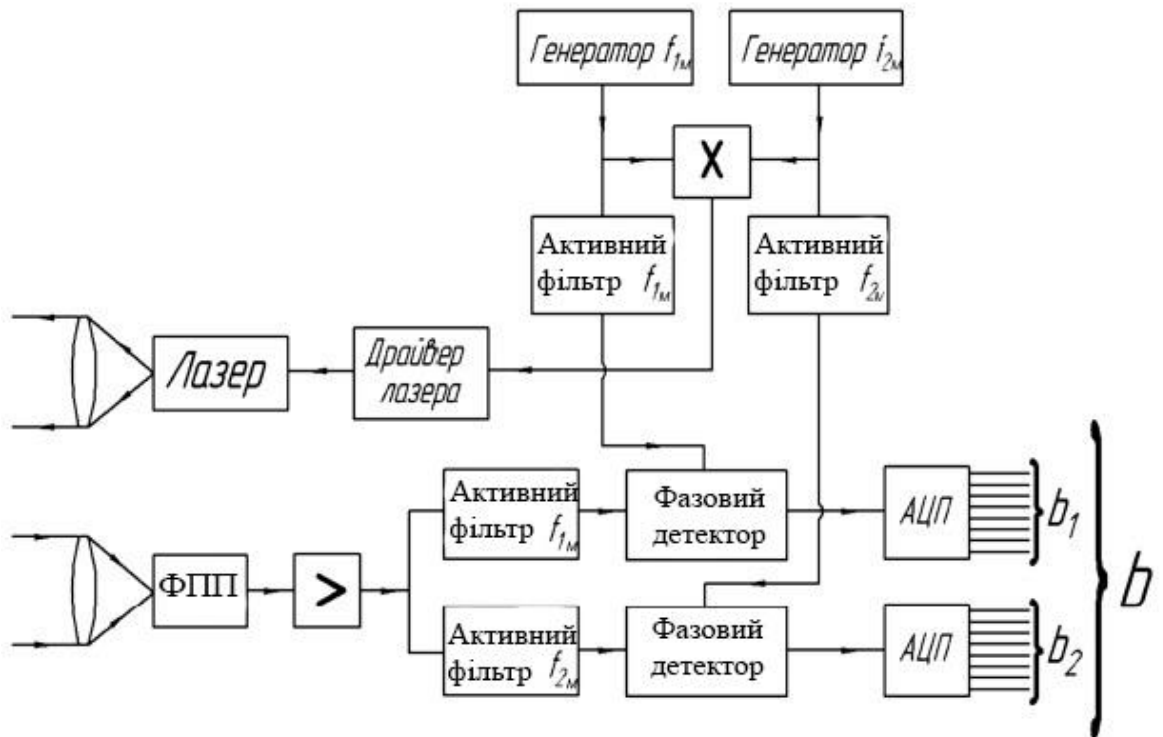 Генератор f₁м
Генератор f₂м
X
Активний
фільтр f₁м
Активний
фільтр f₂м
Лазер
Драйвер
лазера
Активний
фільтр f₁м
Фазовий
детектор
АЦП
b₁
ФПП
>
b
Активний
фільтр f₂м
Фазовий
детектор
АЦП
b₂